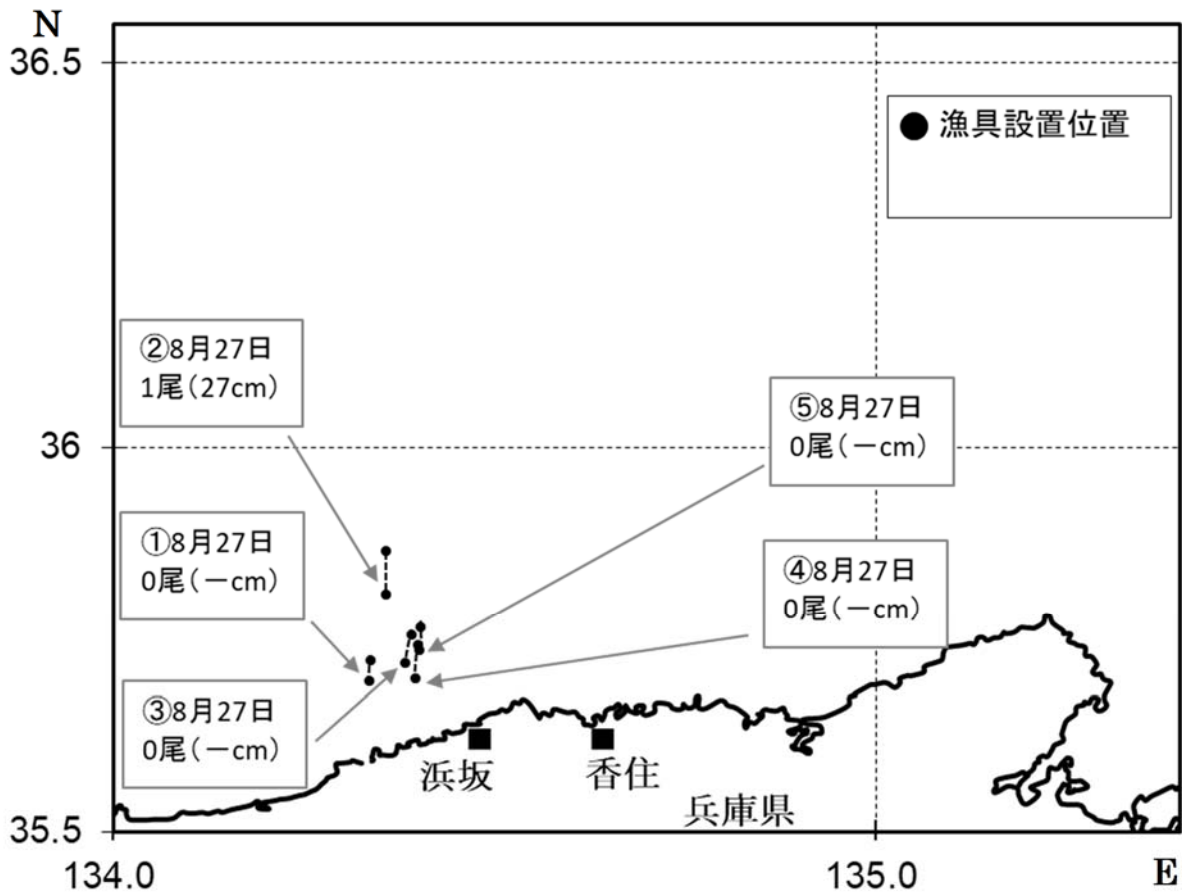 N
36.5
● 漁具設置位置
②8月27日
1尾(27cm)
⑤8月27日
0尾(ーcm)
36
①8月27日
0尾(ーcm)
④8月27日
0尾(ーcm)
③8月27日
0尾(ーcm)
浜坂
香住
兵庫県
35.5
134.0
135.0
E